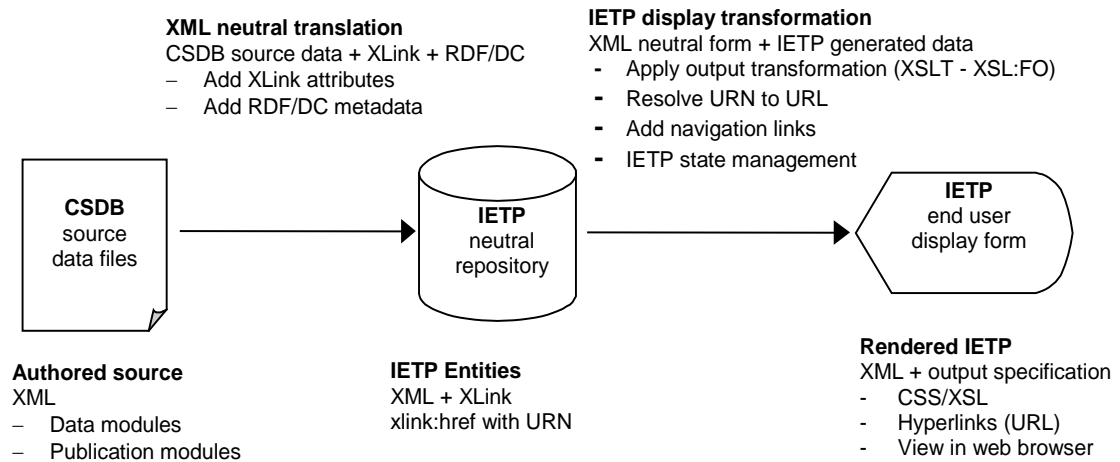 XML neutral translation
CSDB source data + XLink + RDF/DC
– Add XLink attributes
– Add RDF/DC metadata
IETP display transformation
XML neutral form + IETP generated data
- Apply output transformation (XSLT - XSL:FO)
- Resolve URN to URL
- Add navigation links
- IETP state management
CSDB
source
data files
IETP
neutral
repository
IETP
end user
display form
Authored source
XML
– Data modules
– Publication modules
IETP Entities
XML + XLink
xlink:href with URN
Rendered IETP
XML + output specification
- CSS/XSL
- Hyperlinks (URL)
- View in web browser